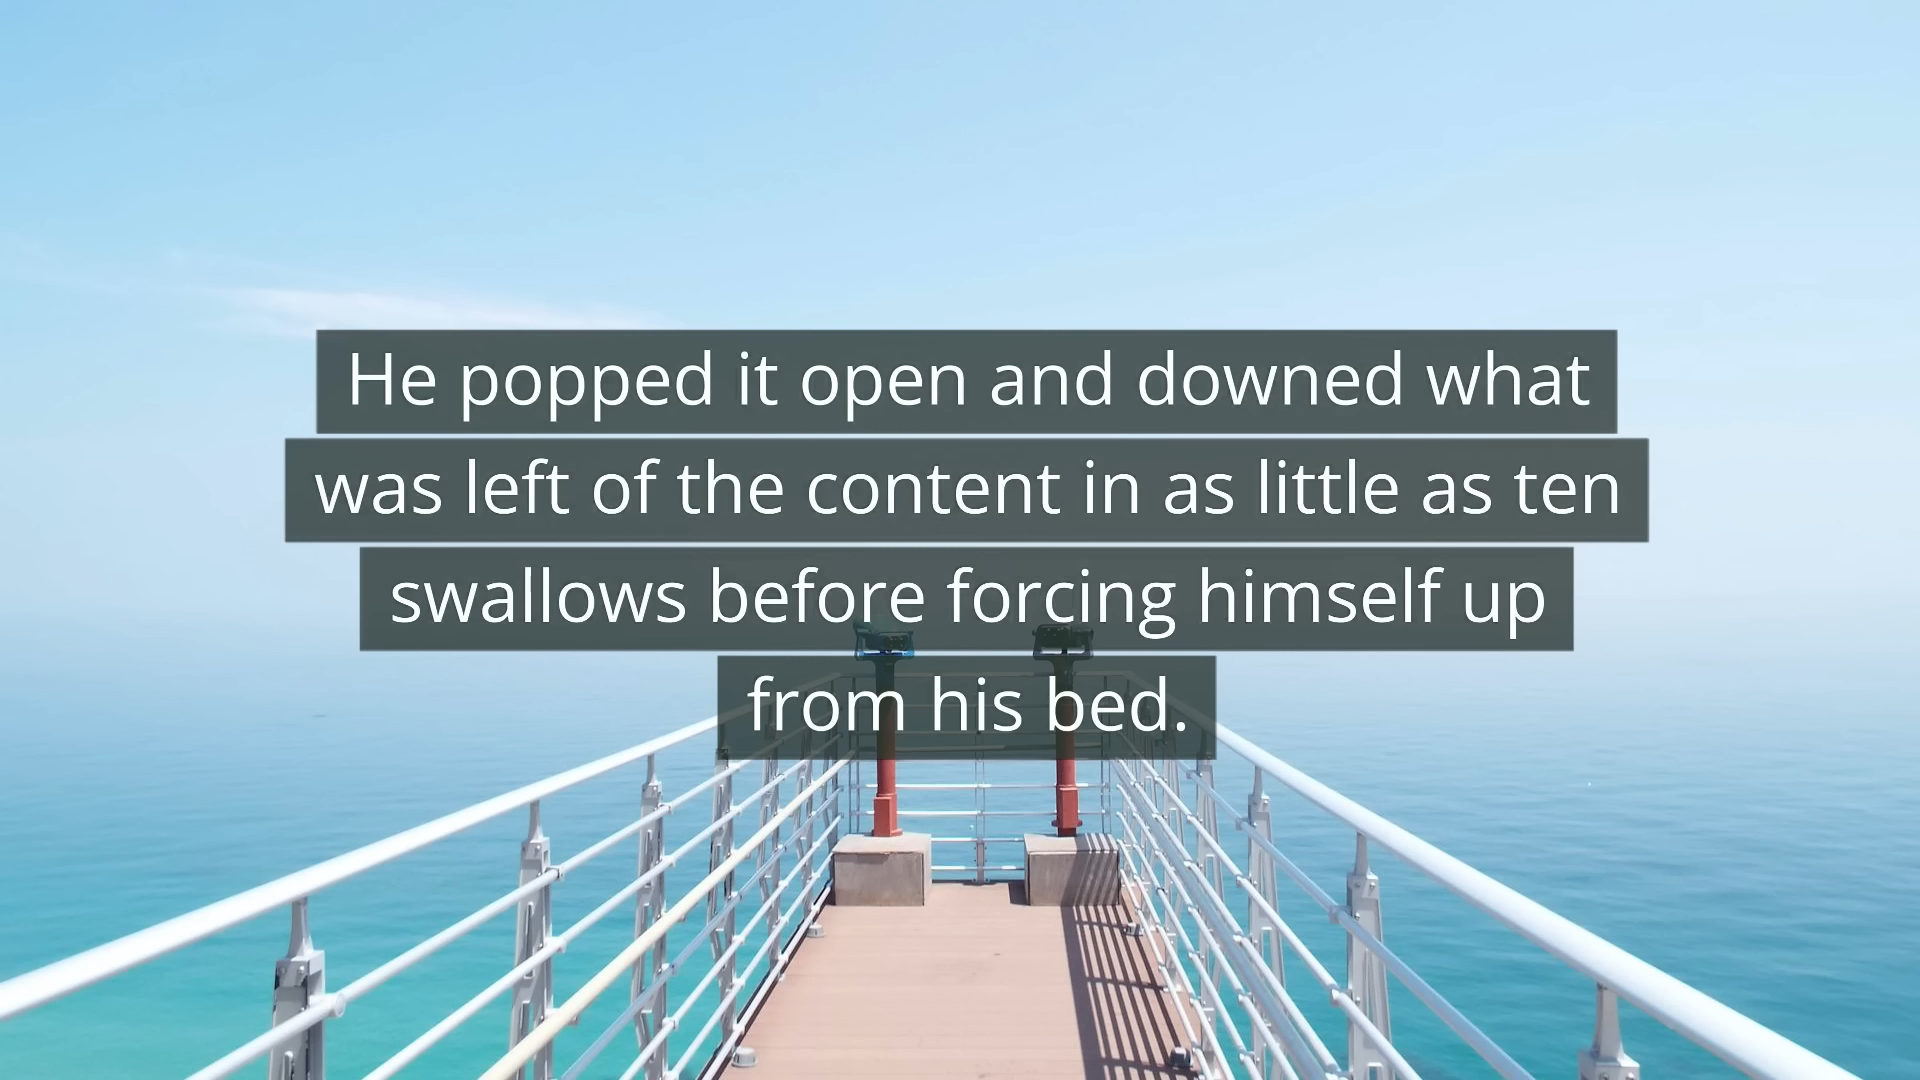 He popped it open and downed what
was left of the content in as little as ten
swallows before forcing himself up
from his bed.